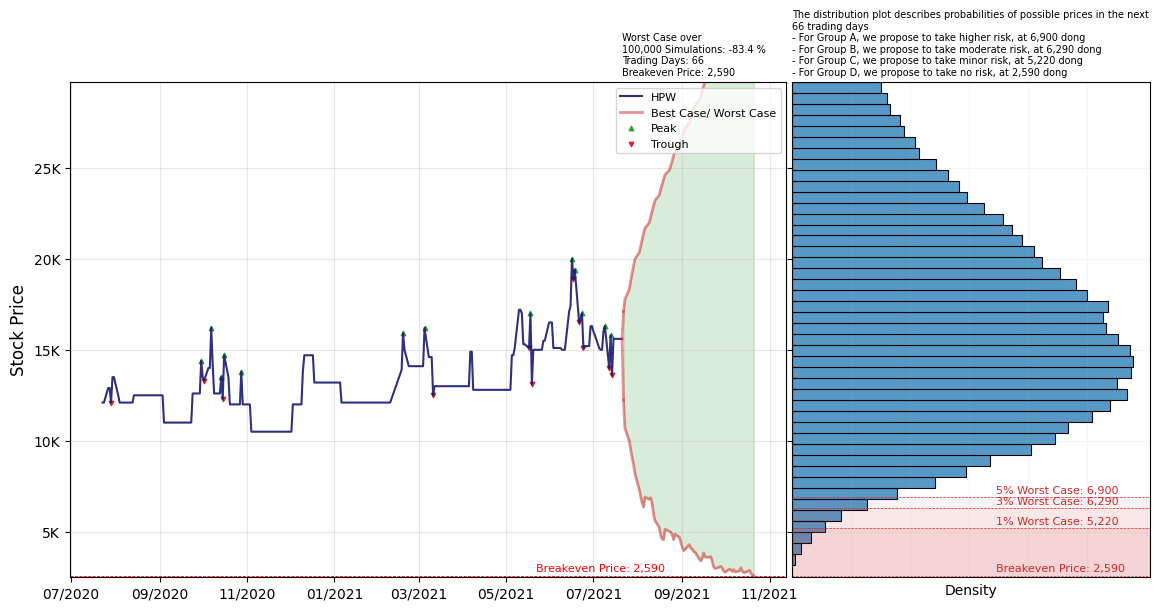 The distribution plot describes probabilities of possible prices in the next
66 trading days
- For Group A, we propose to take higher risk, at 6,900 dong
- For Group B, we propose to take moderate risk, at 6,290 dong
- For Group C, we propose to take minor risk, at 5,220 dong
- For Group D, we propose to take no risk, at 2,590 dong
Worst Case over
100,000 Simulations: -83.4 %
Trading Days: 66
Breakeven Price: 2,590
HPW
Best Case/ Worst Case
Peak
Trough
Stock Price
25K
20K
15K
10K
5K
5% Worst Case: 6,900
3% Worst Case: 6,290
1% Worst Case: 5,220
Breakeven Price: 2,590
Breakeven Price: 2,590
07/2020
09/2020
11/2020
01/2021
03/2021
05/2021
07/2021
09/2021
11/2021
Density